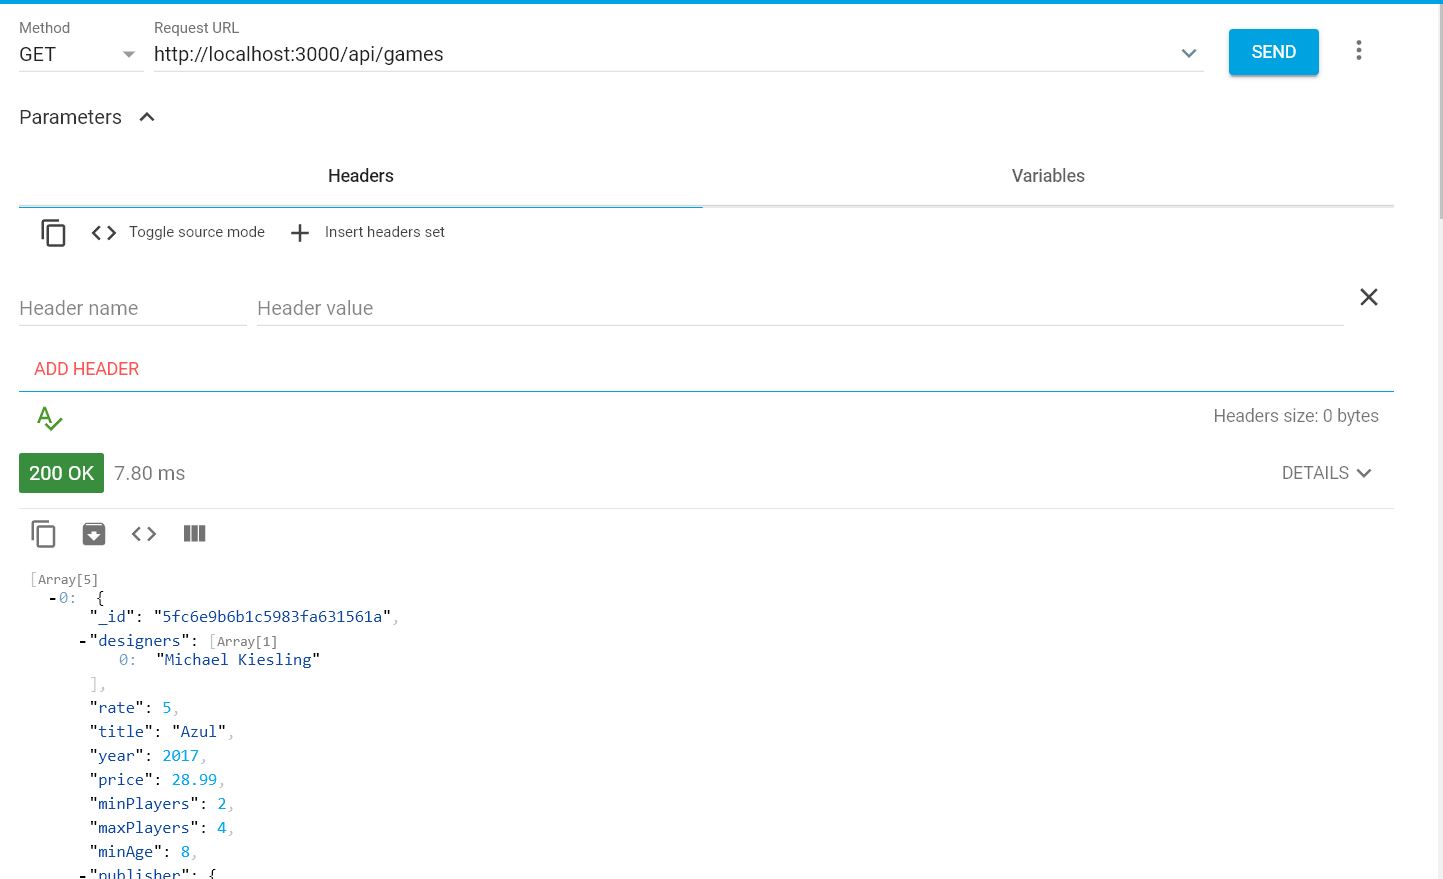 Method
Request URL
GET
http://localhost:3000/api/games
SEND
Parameters
Headers
Variables
Toggle source mode
Insert headers set
Header name
Header value
ADD HEADER
Headers size: 0 bytes
200 OK
7.80 ms
DETAILS
[Array[5]
-0: {
"_id": "5fc6e9b6b1c5983fa631561a",
-"designers": [Array[1]
0: "Michael Kiesling"
],
"rate": 5,
"title": "Azul",
"year": 2017,
"price": 28.99,
"minPlayers": 2,
"maxPlayers": 4,
"minAge": 8,
-"publisher": {